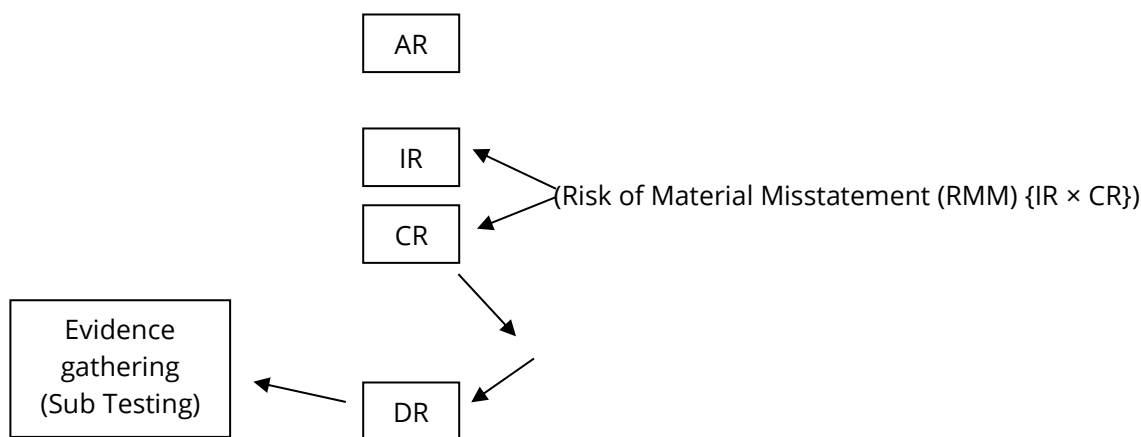 AR
IR
(Risk of Material Misstatement (RMM) {IR × CR})
CR
Evidence
gathering
(Sub Testing)
DR